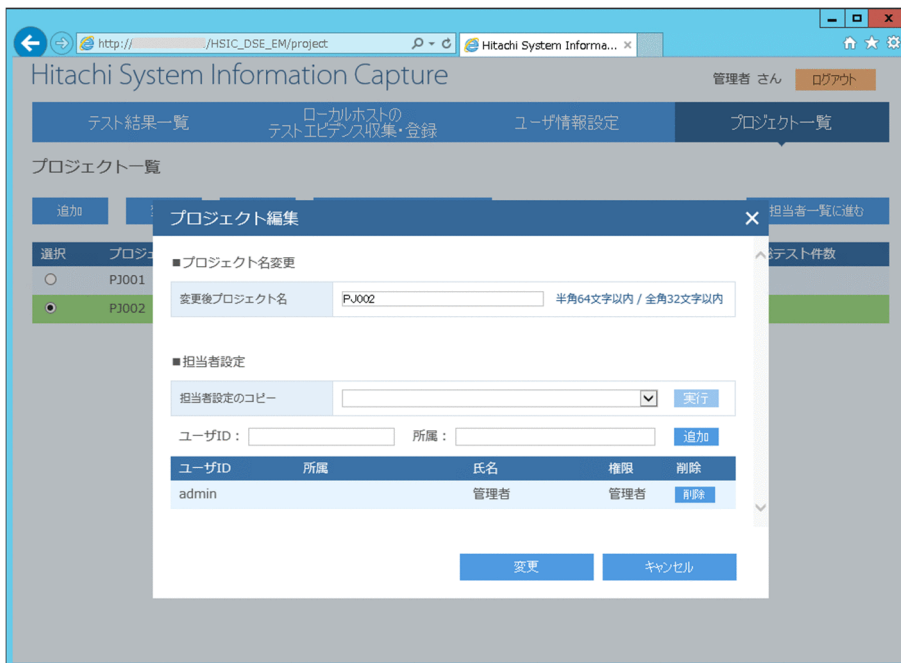 http:// /HSIC_DSE_EM/project
Hitachi System Informa...
Hitachi System Information Capture
管理者 さん
ログアウト
テスト結果一覧
ローカルホストの
テストエビデンス収集・登録
ユーザ情報設定
プロジェクト一覧
プロジェクト一覧
追加
担当者一覧に進む
プロジェクト編集
選択
テスト件数
■プロジェクト名変更
PJ001
変更後プロジェクト名
PJ002
半角64文字以内 / 全角32文字以内
PJ002
■担当者設定
担当者設定のコピー
実行
ユーザID：
所属：
追加
ユーザID 所属 氏名 権限 削除
admin 管理者 管理者 削除
変更
キャンセル